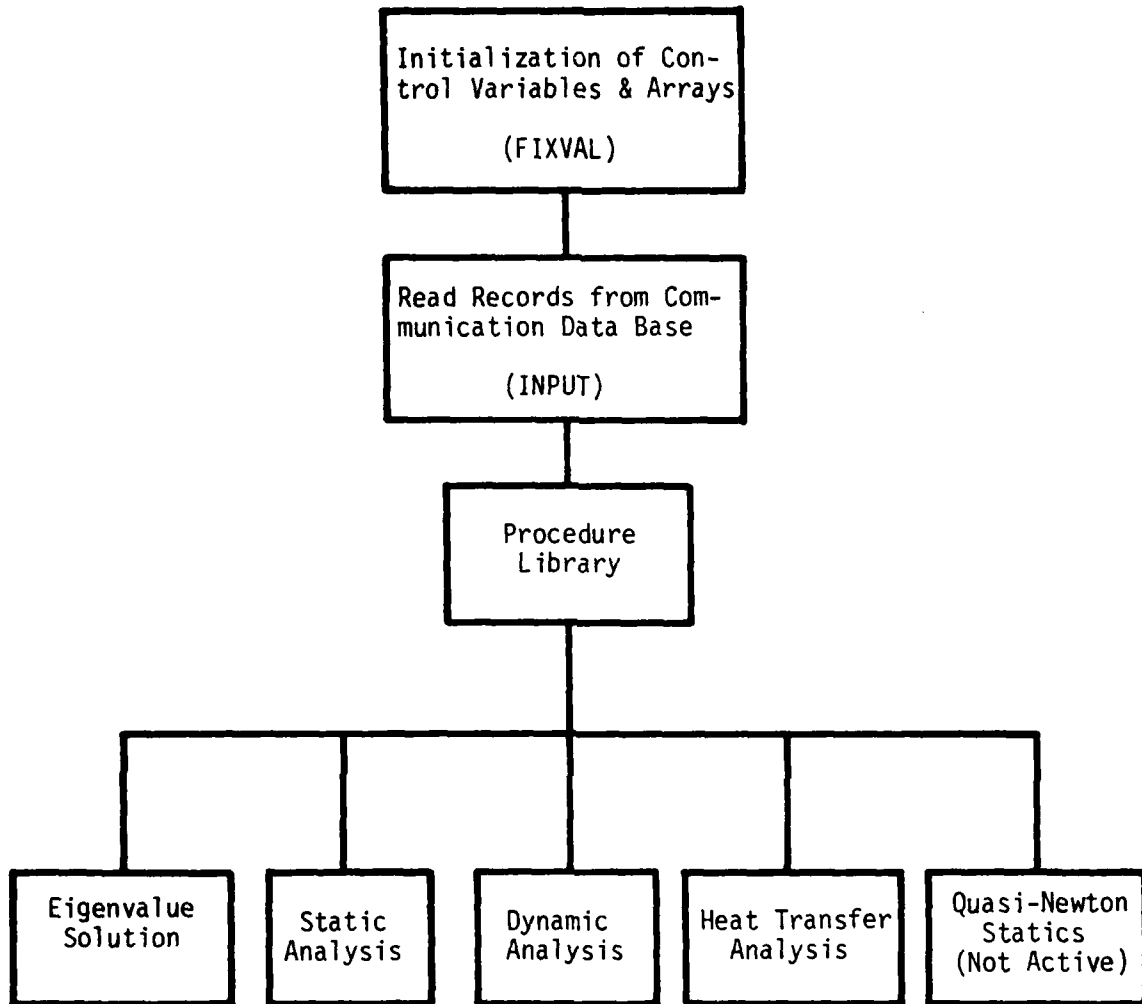 Initialization of Con-
trol Variables & Arrays
(FIXVAL)
Read Records from Com-
munication Data Base
(INPUT)
Procedure
Library
Eigenvalue
Solution
Static
Analysis
Dynamic
Analysis
Heat Transfer
Analysis
Quasi-Newton
Statics
(Not Active)